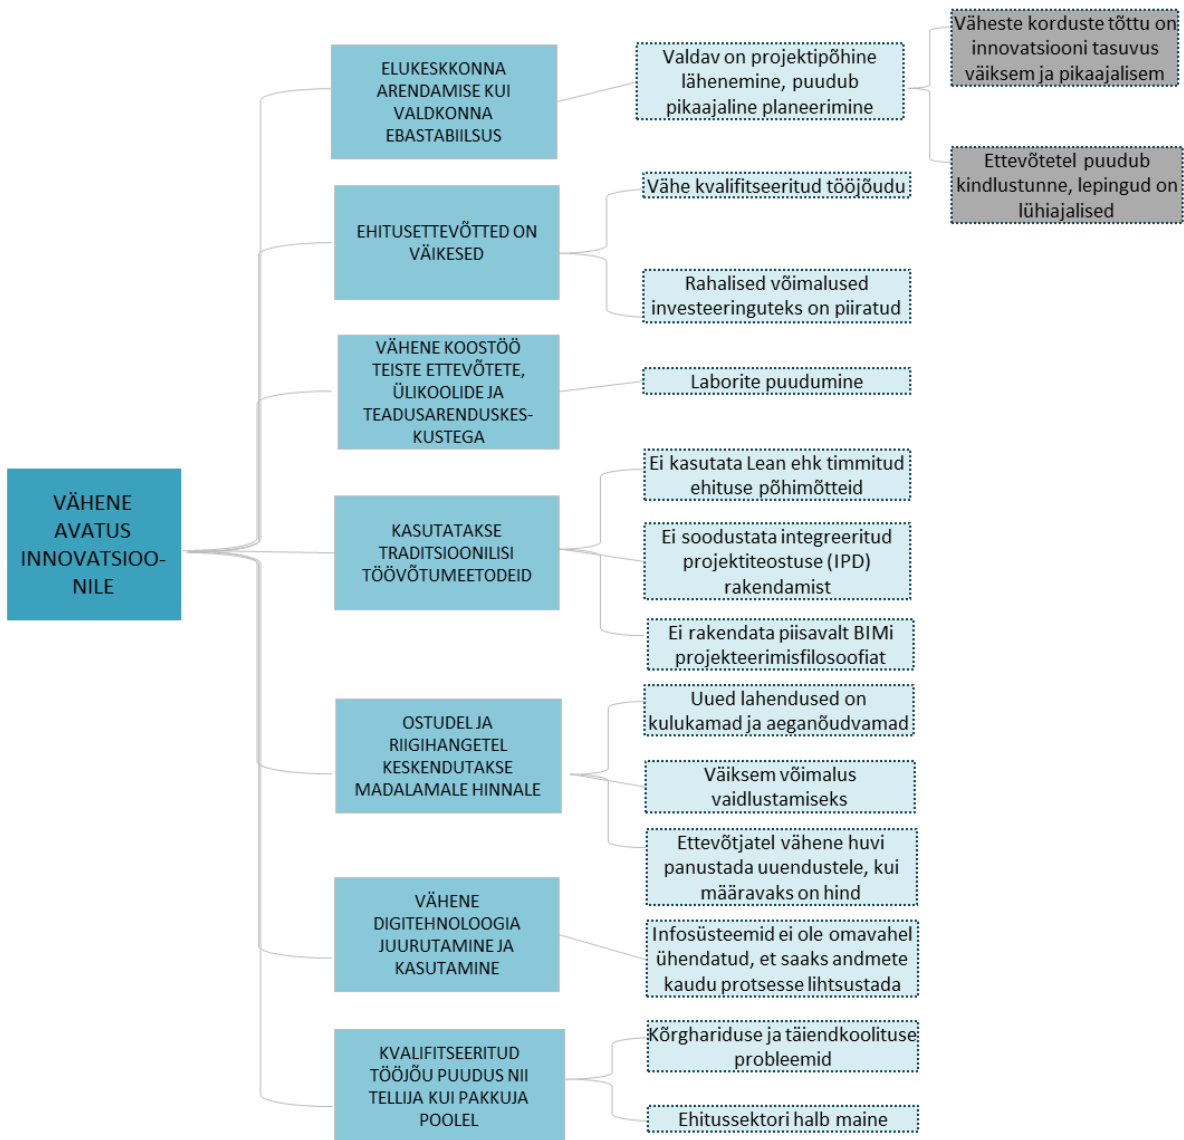 VÄHENE
AVATUS
INNOVATSIOO-
NILE
ELUKESKKONNA
ARENDAMISE KUI
VALDKONNA
EBASTABIILSUS
Valdav on projektipõhine
lähenemine, puudub
pikaajaline planeerimine
Väheste korduste tõttu on
innovatsiooni tasuvus
väiksem ja pikaajalisem
Ettevõtetel puudub
kindlustunne, lepingud on
lühiajalised
EHITUSETTEVÕTTED ON
VÄIKESED
Vähe kvalifitseeritud tööjõudu
Rahalised võimalused
investeeringuteks on piiratud
VÄHENE KOOSTÖÖ
TEISTE ETTEVÕTETE,
ÜLIKOOLIDE JA
TEADUSARENDUSKES-
KUSTEGA
Laborite puudumine
KASUTATAKSE
TRADITSIOONILISI
TÖÖVÕTUMEETODEID
Ei kasutata Lean ehk timmitud
ehituse põhimõtteid
Ei soodustata integreeritud
projektiteostuse (IPD)
rakendamist
Ei rakendata piisavalt BIMi
projekteerimisfilosoofiat
OSTUDEL JA
RIIGIHANGETEL
KESKENDUTAKSE
MADALAMALE HINNALE
Uued lahendused on
kulukamad ja aeganõudvamad
Väiksem võimalus
vaidlustamiseks
Ettevõtjatel vähene huvi
panustada uuendustele, kui
määravaks on hind
VÄHENE
DIGITEHNOLOOGIA
JUURUTAMINE JA
KASUTAMINE
Infosüsteemid ei ole omavahel
ühendatud, et saaks andmete
kaudu protsesse lihtsustada
KVALIFITSEERITUD
TÖÖJÕU PUUDUS NII
TELLIJA KUI PAKKUJA
POOLEL
Kõrghariduse ja täiendkoolituse
probleemid
Ehitussektori halb maine